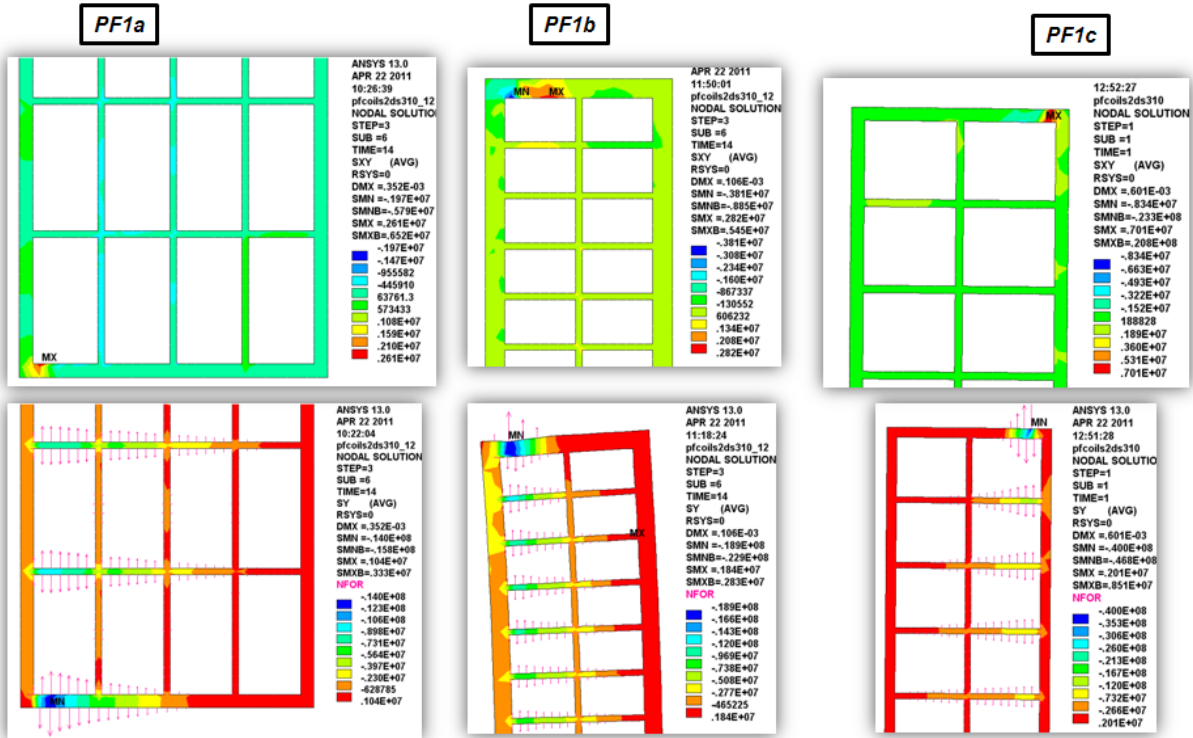 PF1a
PF1b
PF1c
ANSYS 13.0
APR 22 2011
10:26:39
pfcoils2ds310_12
NODAL SOLUTION
STEP=3
SUB =6
TIME=14
SXY (AVG)
RSYS=0
DMX =.352E-03
SMN =-.197E+07
SMNB=-.579E+07
SMX =.261E+07
SMXB=.652E+07
-.197E+07
-.147E+07
-955582
-445910
63761.3
573433
.108E+07
.159E+07
.210E+07
.261E+07
MX
APR 22 2011
11:50:01
pfcoils2ds310_12
NODAL SOLUTION
STEP=3
SUB =6
TIME=14
SXY (AVG)
RSYS=0
DMX =.106E-03
SMN =-.381E+07
SMNB=-.885E+07
SMX =.282E+07
SMXB=.545E+07
-.381E+07
-.308E+07
-.234E+07
-.160E+07
-867337
-130552
606232
.134E+07
.208E+07
.282E+07
MN MX
12:52:27
pfcoils2ds310
NODAL SOLUTION
STEP=1
SUB =1
TIME=1
SXY (AVG)
RSYS=0
DMX =.601E-03
SMN =-.834E+07
SMNB=-.233E+08
SMX =.701E+07
SMXB=.208E+08
-.834E+07
-.663E+07
-.493E+07
-.322E+07
-.152E+07
188828
.189E+07
.360E+07
.531E+07
.701E+07
MX
ANSYS 13.0
APR 22 2011
10:22:04
pfcoils2ds310_12
NODAL SOLUTION
STEP=3
SUB =6
TIME=14
SY (AVG)
RSYS=0
DMX =.352E-03
SMN =-.140E+08
SMNB=-.158E+08
SMX =.104E+07
SMXB=.333E+07
NFOR
-.140E+08
-.123E+08
-.106E+08
-.898E+07
-.731E+07
-.564E+07
-.397E+07
-.230E+07
-628785
.104E+07
MN
ANSYS 13.0
APR 22 2011
11:18:24
pfcoils2ds310_12
NODAL SOLUTION
STEP=3
SUB =6
TIME=14
SY (AVG)
RSYS=0
DMX =.106E-03
SMN =-.189E+08
SMNB=-.229E+08
SMX =.184E+07
SMXB=.283E+07
NFOR
-.189E+08
-.166E+08
-.143E+08
-.120E+08
-.969E+07
-.738E+07
-.508E+07
-.277E+07
-465225
.184E+07
MN
MX
ANSYS 13.0
APR 22 2011
12:51:28
pfcoils2ds310
NODAL SOLUTION
STEP=1
SUB =1
TIME=1
SY (AVG)
RSYS=0
DMX =.601E-03
SMN =-.400E+08
SMNB=-.468E+08
SMX =.201E+07
SMXB=.851E+07
NFOR
-.400E+08
-.353E+08
-.306E+08
-.260E+08
-.213E+08
-.167E+08
-.120E+08
-.732E+07
-.266E+07
.201E+07
MN